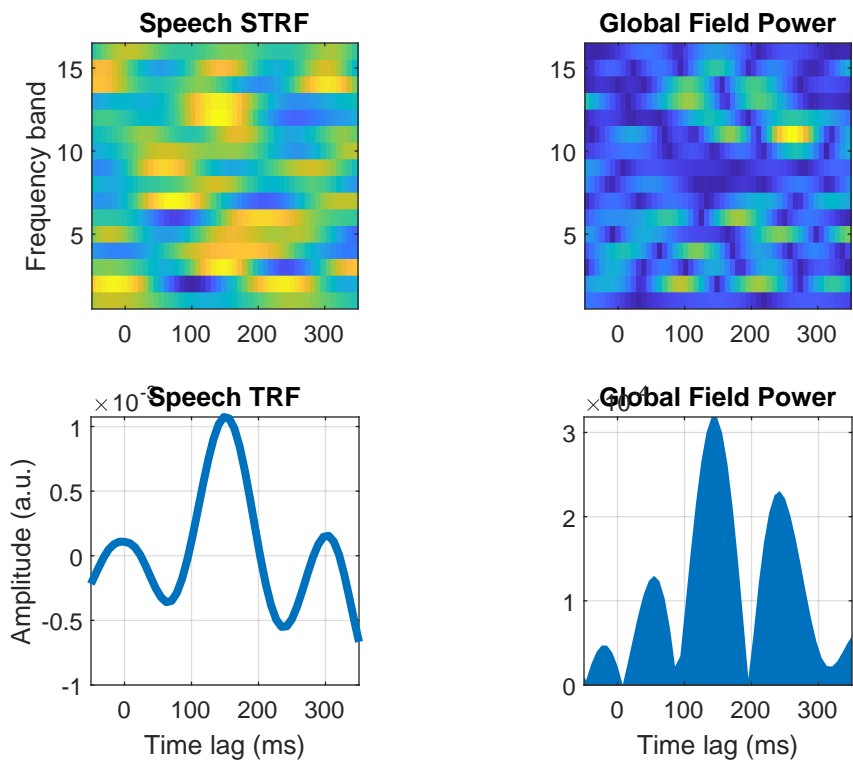 Speech STRF
Global Field Power
Frequency band
15
10
5
0 100 200 300
15
10
5
0 100 200 300
×10⁻³
Speech TRF
Global Field Power
Amplitude (a.u.)
1
0.5
0
-0.5
-1
0 100 200 300
Time lag (ms)
3
2
1
0
0 100 200 300
Time lag (ms)